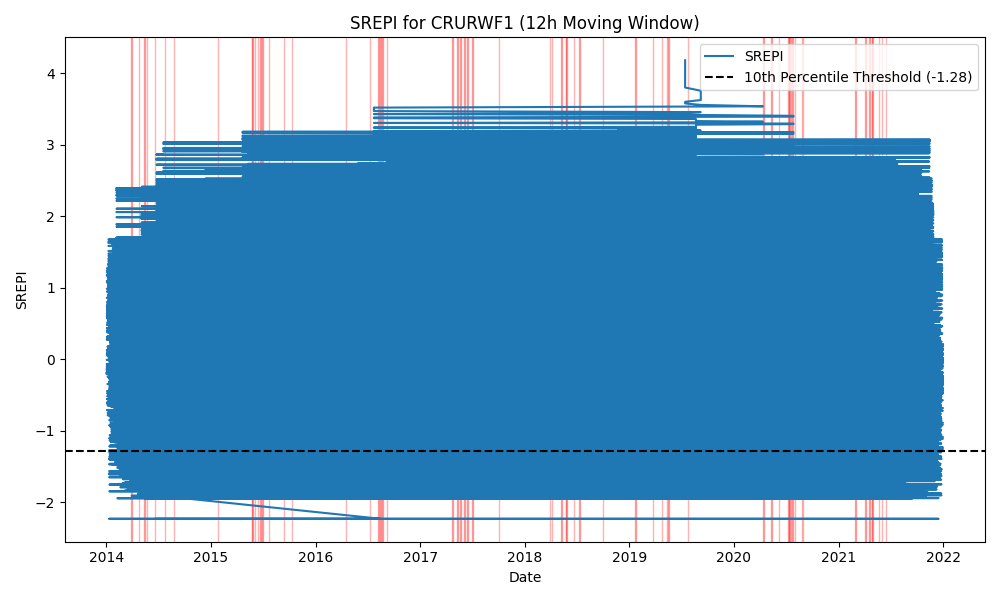 SREPI for CRURWF1 (12h Moving Window)
SREPI
10th Percentile Threshold (-1.28)
SREPI
4
3
2
1
0
−1
−2
2014 2015 2016 2017 2018 2019 2020 2021 2022
Date